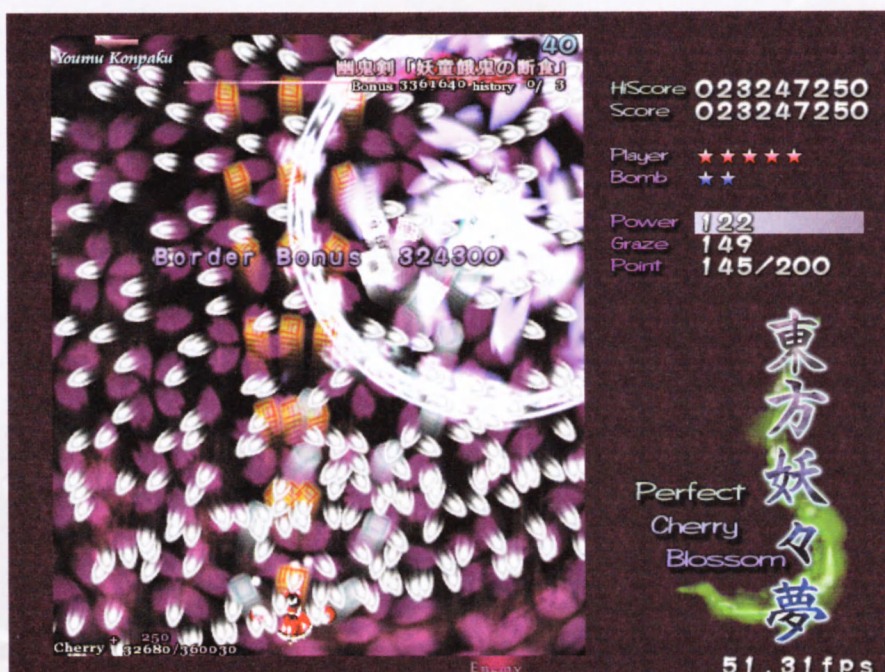 Youmu Konpaku
40
幽鬼剣「妖童餓鬼の断食」
Bonus 3361640 history 0/ 3
Border Bonus 324300
Cherry + 250
32680/360030
Enemy
HiScore 023247250
Score 023247250
Player ★★★★★
Bomb ★★
Power 122
Graze 149
Point 145/200
東方妖々夢
Perfect
Cherry
Blossom
51.31fps